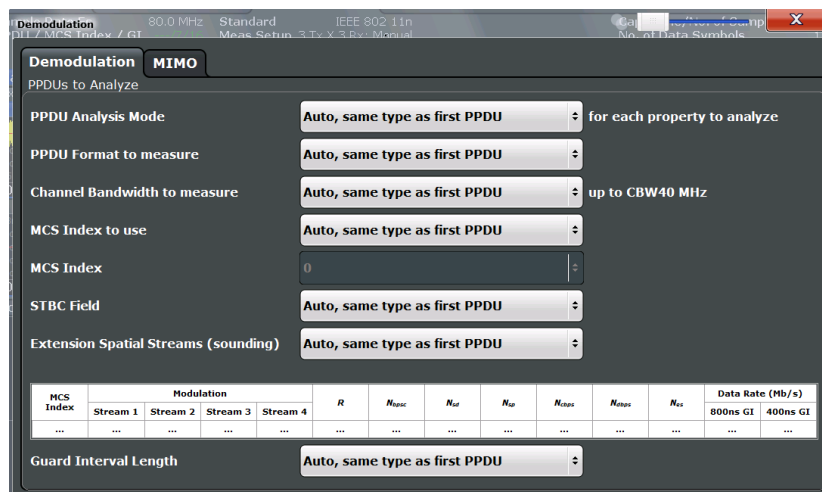 Demodulation 80.0 MHz Standard IEEE 802 11n
Meas Setup 3 Tx X 3 Rx: Manual No. of Data Symbols
Demodulation MIMO
PPDUs to Analyze
PPDU Analysis Mode Auto, same type as first PPDU for each property to analyze
PPDU Format to measure Auto, same type as first PPDU
Channel Bandwidth to measure Auto, same type as first PPDU up to CBW40 MHz
MCS Index to use Auto, same type as first PPDU
MCS Index 0
STBC Field Auto, same type as first PPDU
Extension Spatial Streams (sounding) Auto, same type as first PPDU
MCS Index Modulation R Nbpsc Nsd Nsp Ncbps Ndbps Nes Data Rate (Mb/s)
Stream 1 Stream 2 Stream 3 Stream 4 800ns GI 400ns GI
... ... ... ... ... ... ... ... ... ... ... ... ... ...
Guard Interval Length Auto, same type as first PPDU